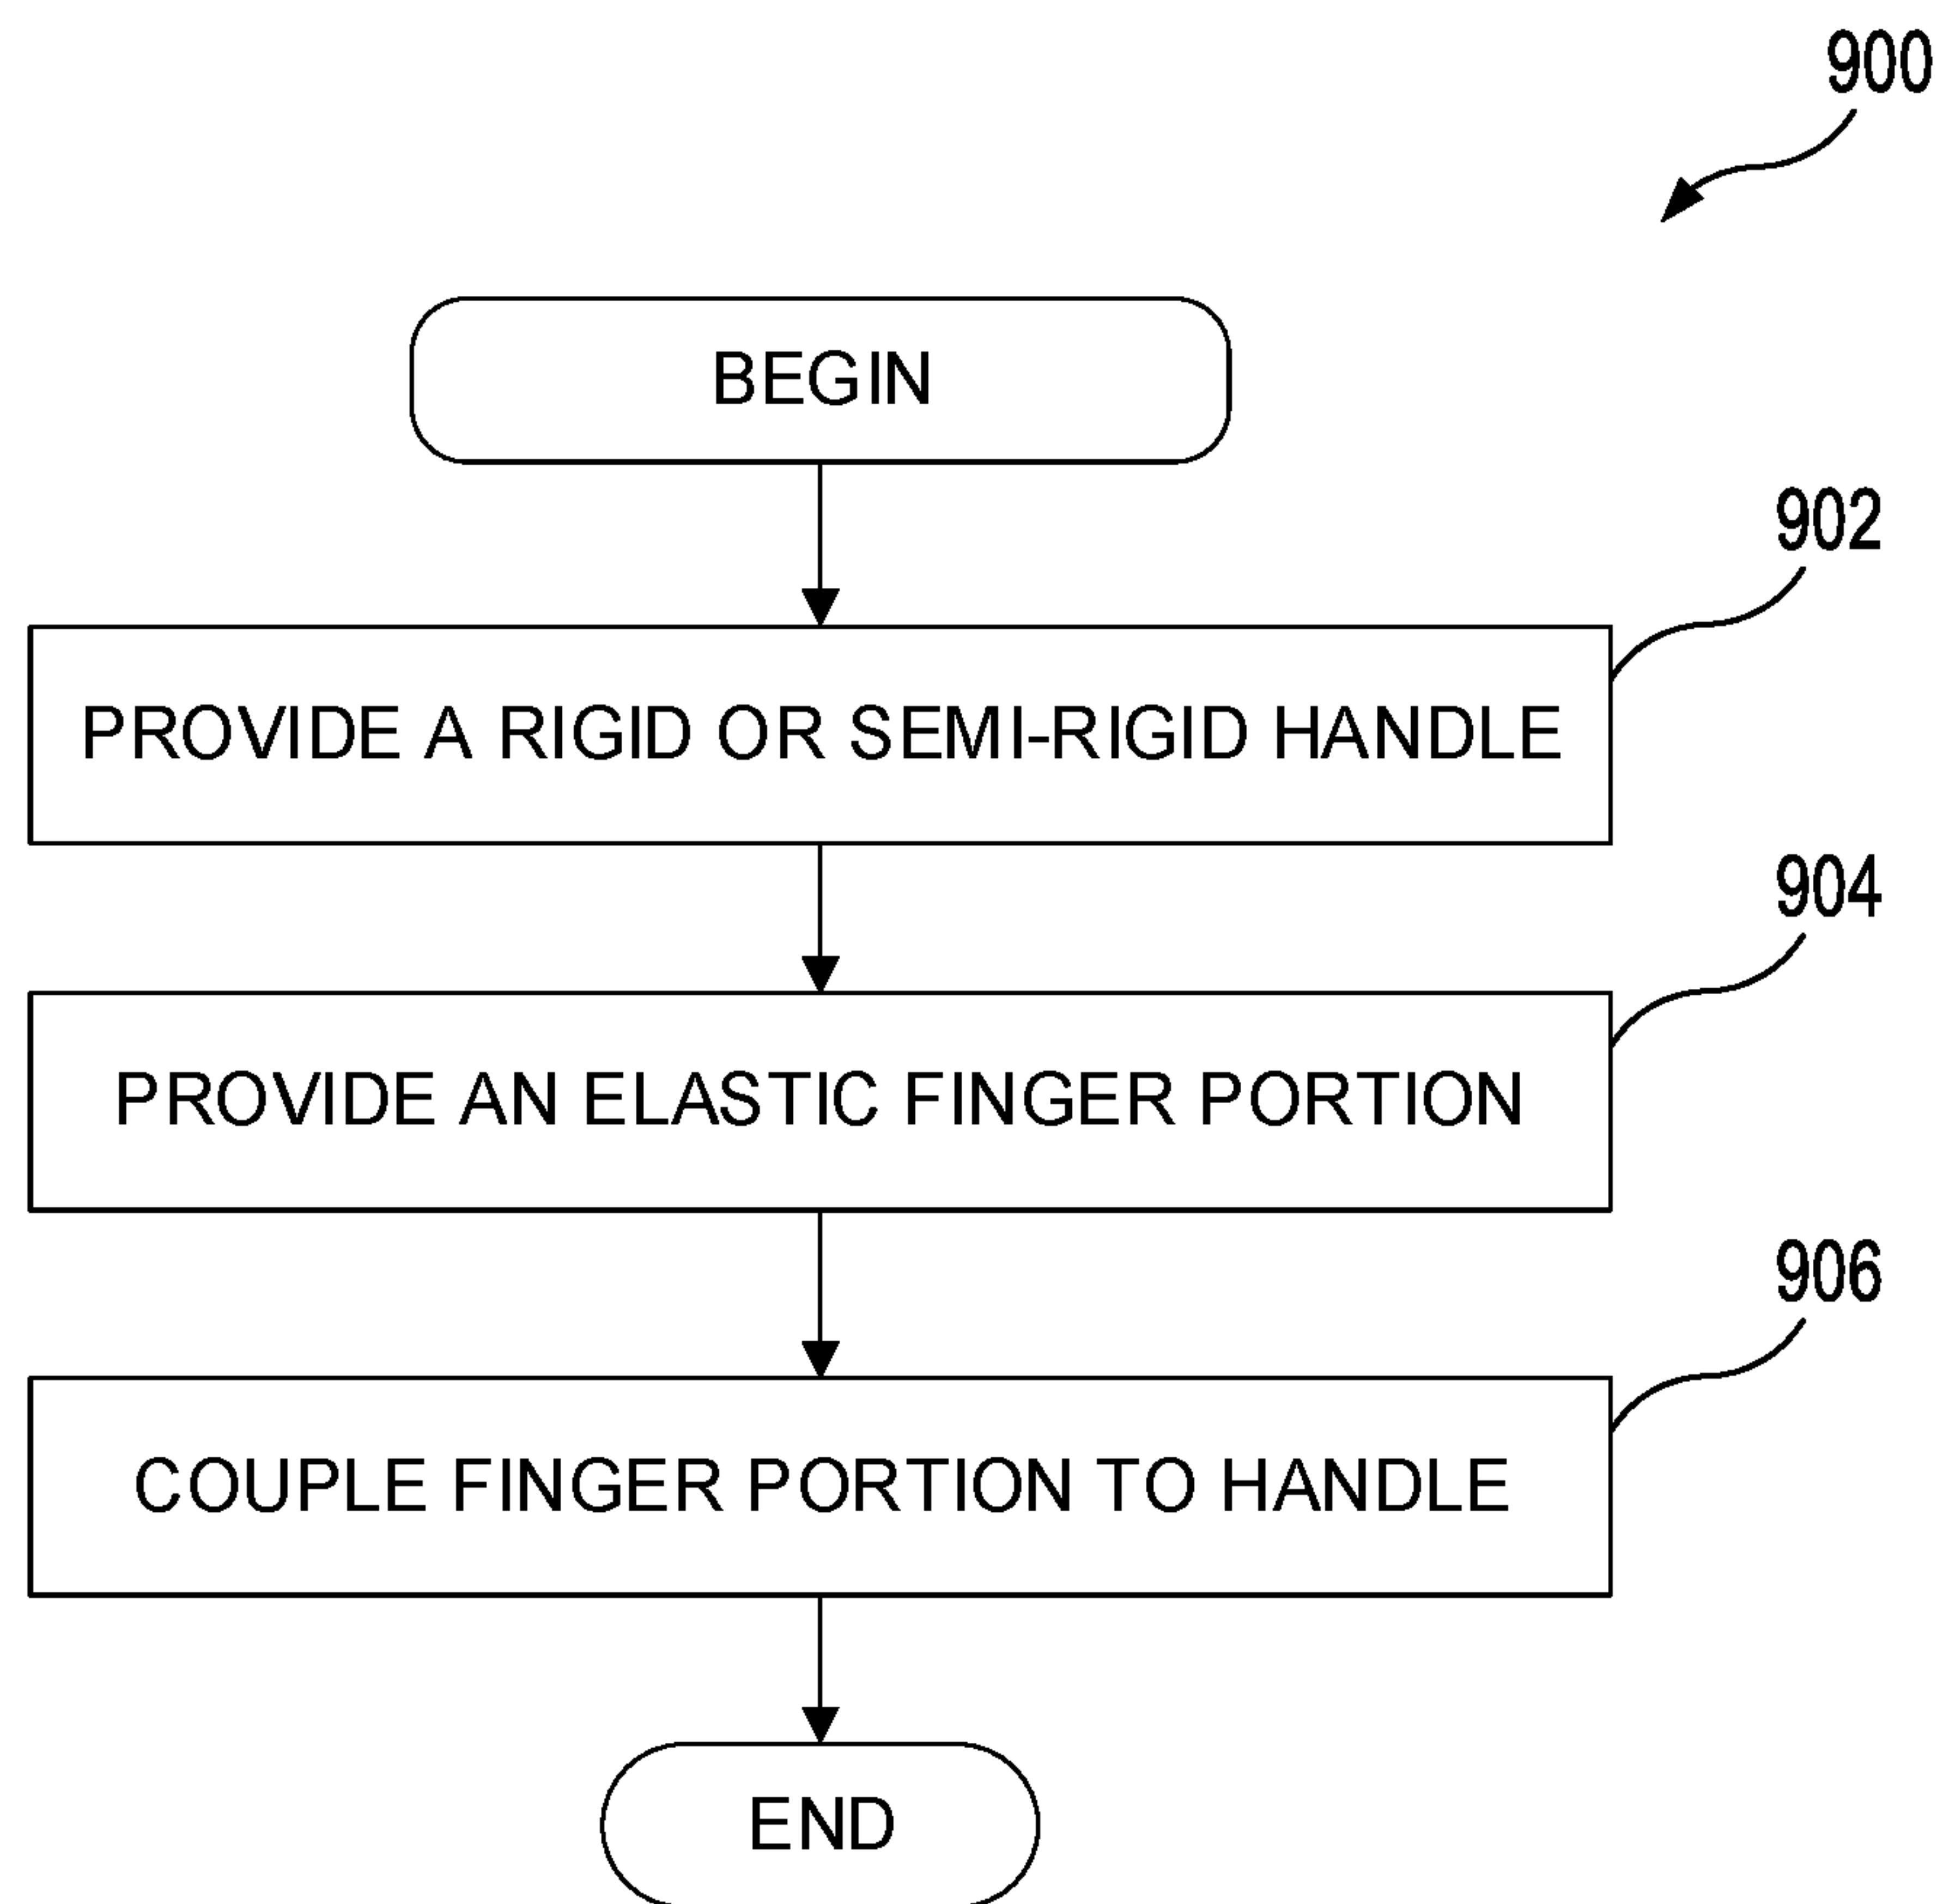 900
BEGIN
902
PROVIDE A RIGID OR SEMI-RIGID HANDLE
904
PROVIDE AN ELASTIC FINGER PORTION
906
COUPLE FINGER PORTION TO HANDLE
END